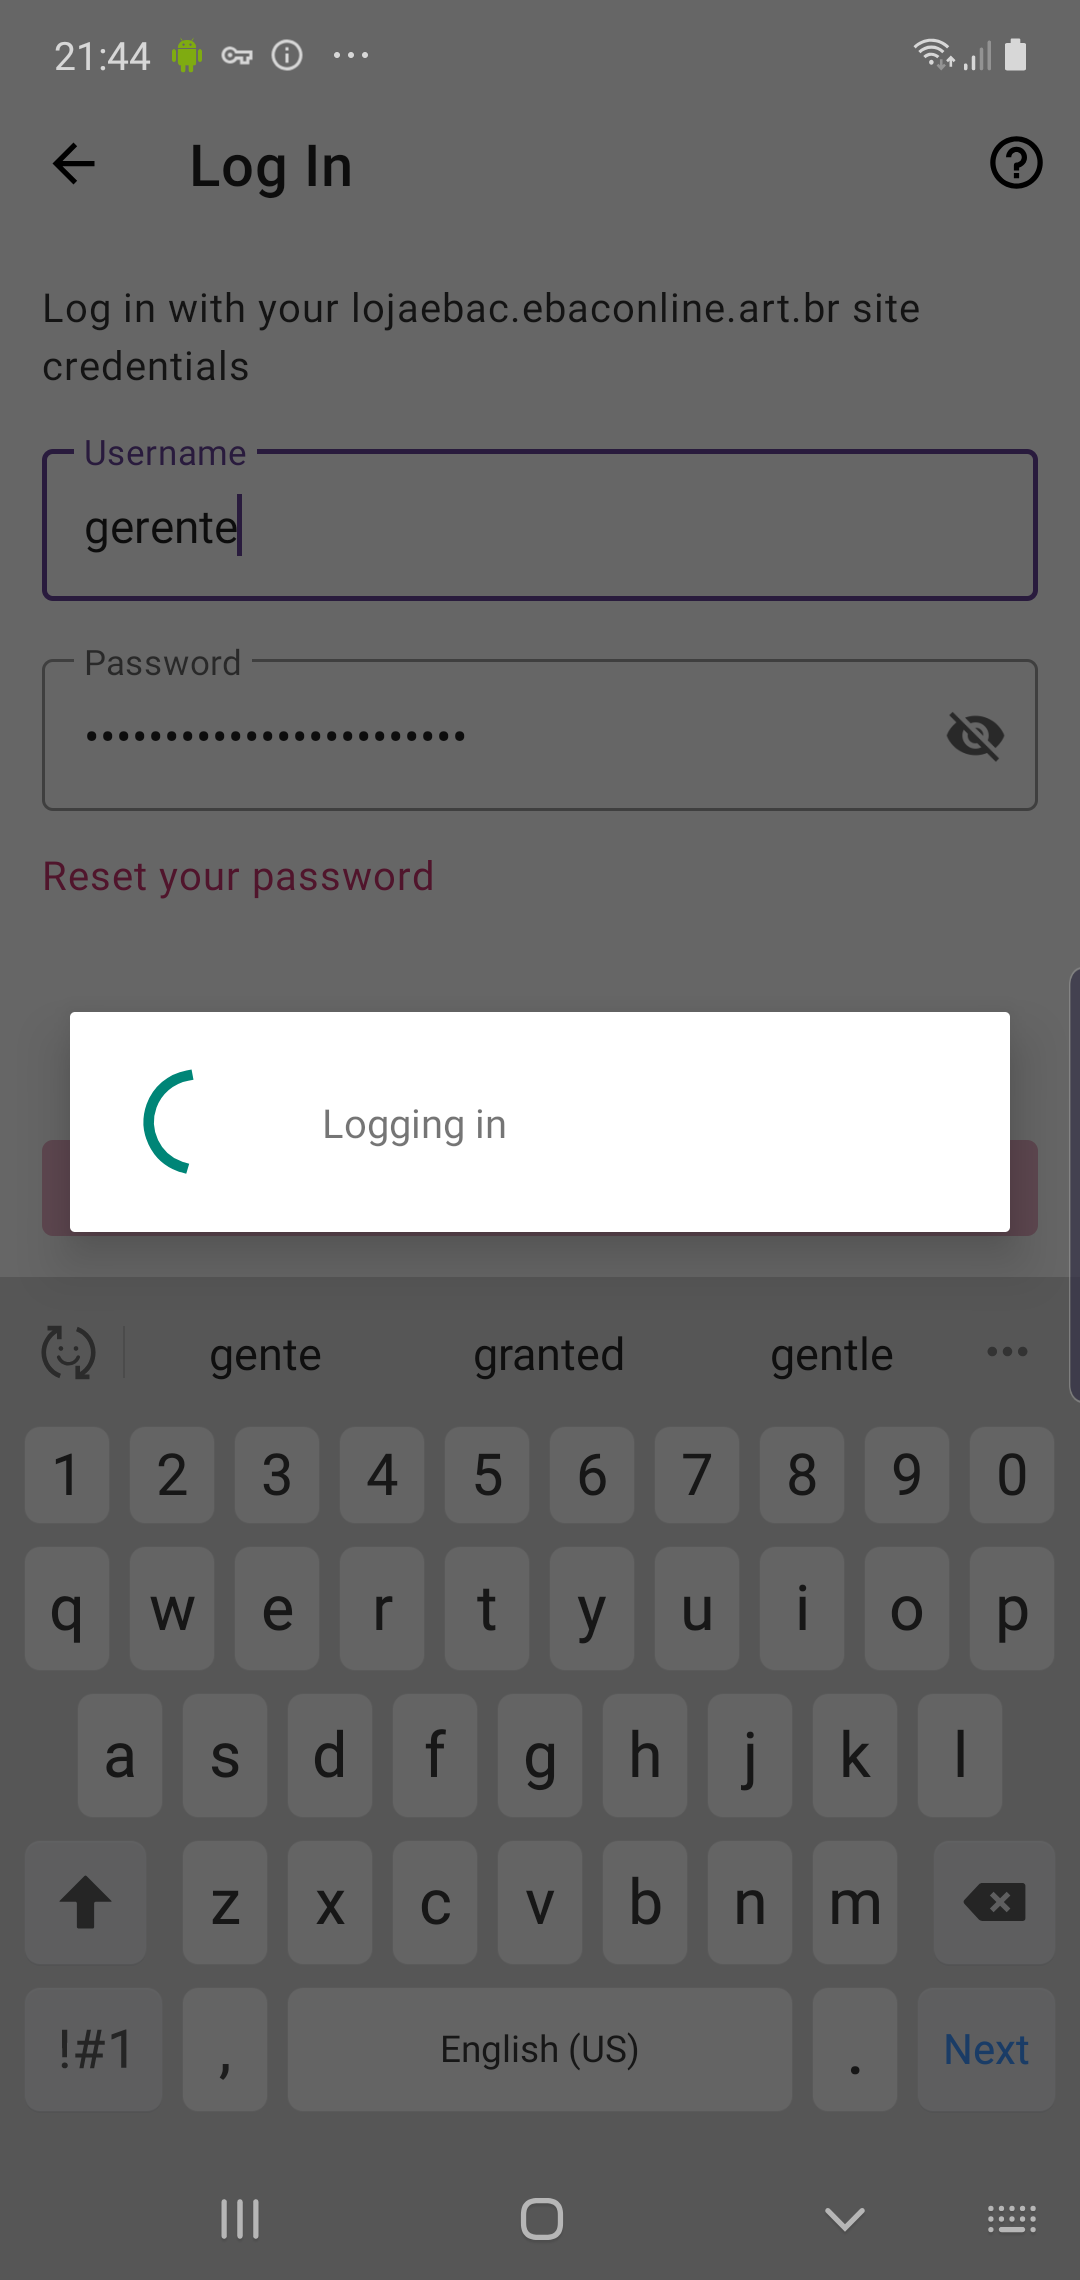 21:44
Log In
Log in with your lojaebac.ebaconline.art.br site
credentials
Username
gerente
Password
••••••••••••••••••••••••
Reset your password
Logging in
gente granted gentle
1 2 3 4 5 6 7 8 9 0
q w e r t y u i o p
a s d f g h j k l
z x c v b n m
!#1 , English (US) . Next